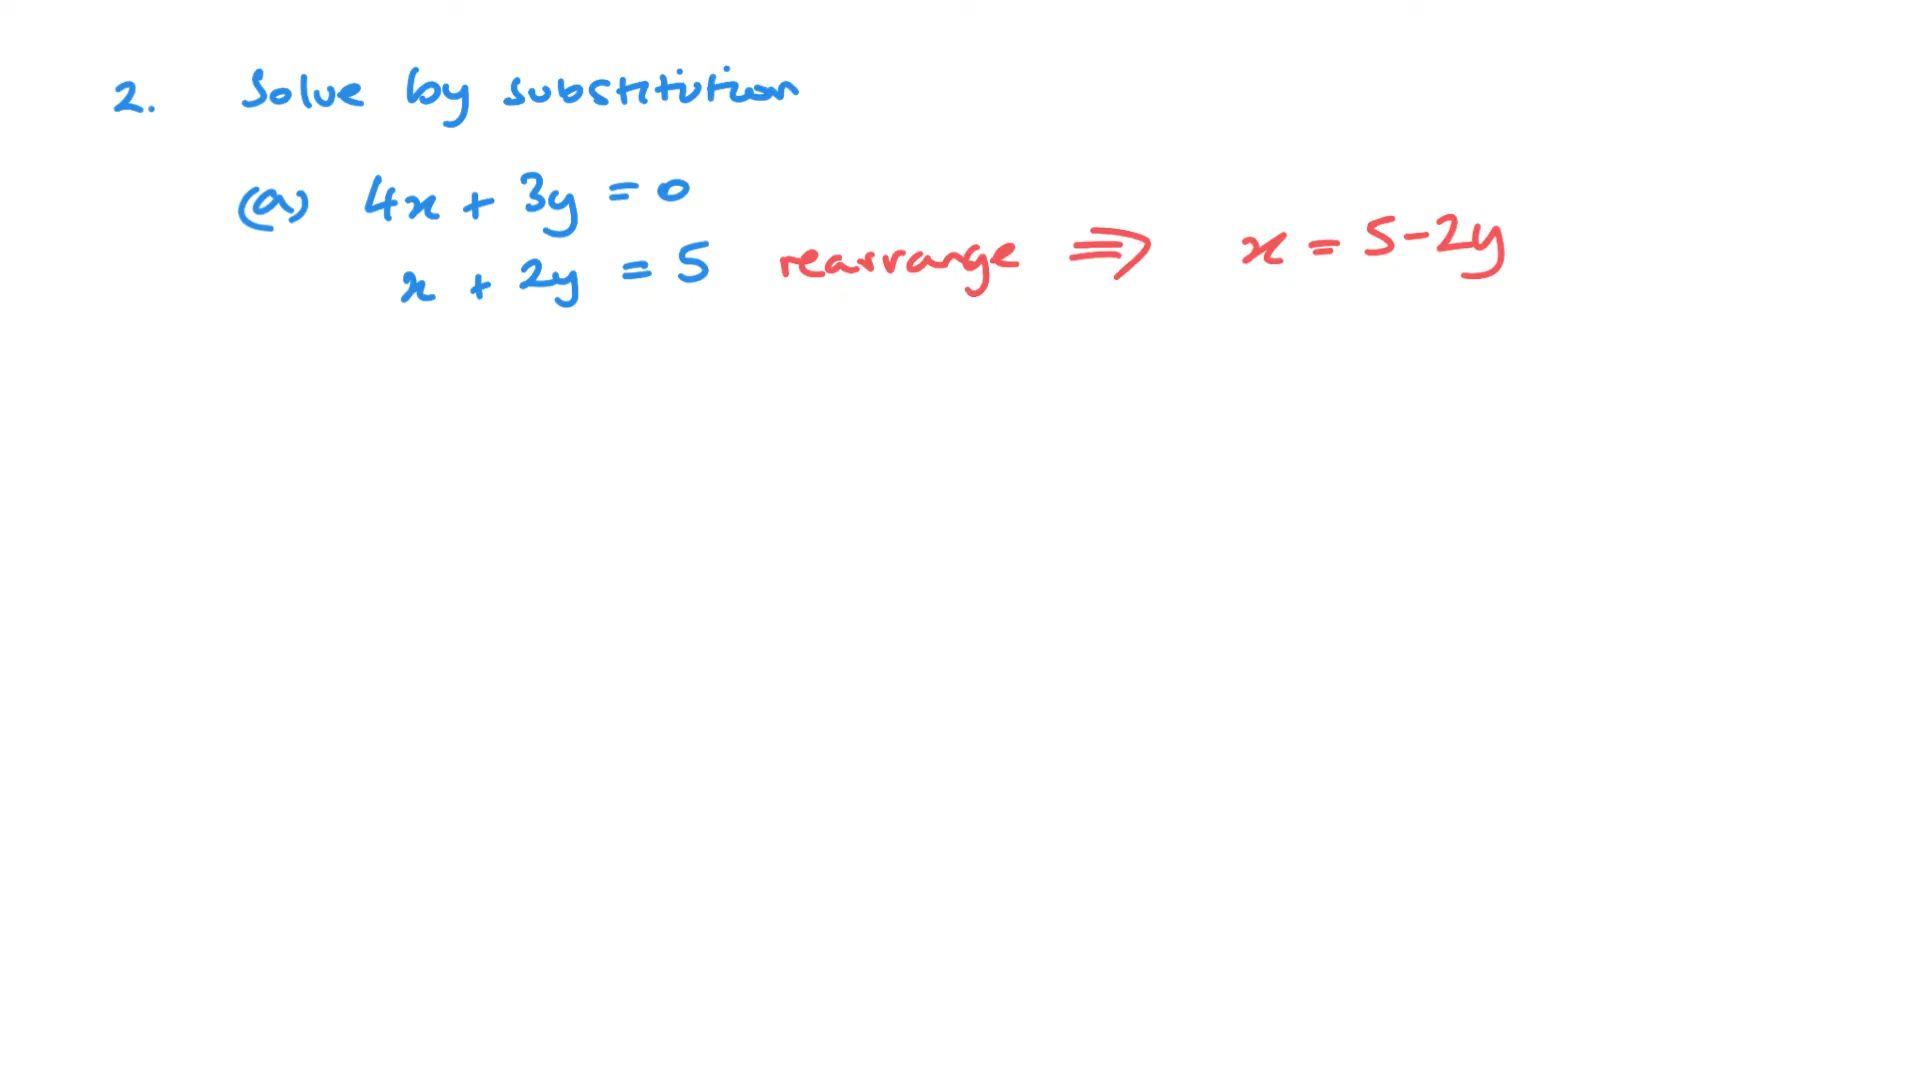 2. Solve by substitution
(a) 4x + 3y = 0
x + 2y = 5 rearrange ⇒ x = 5-2y